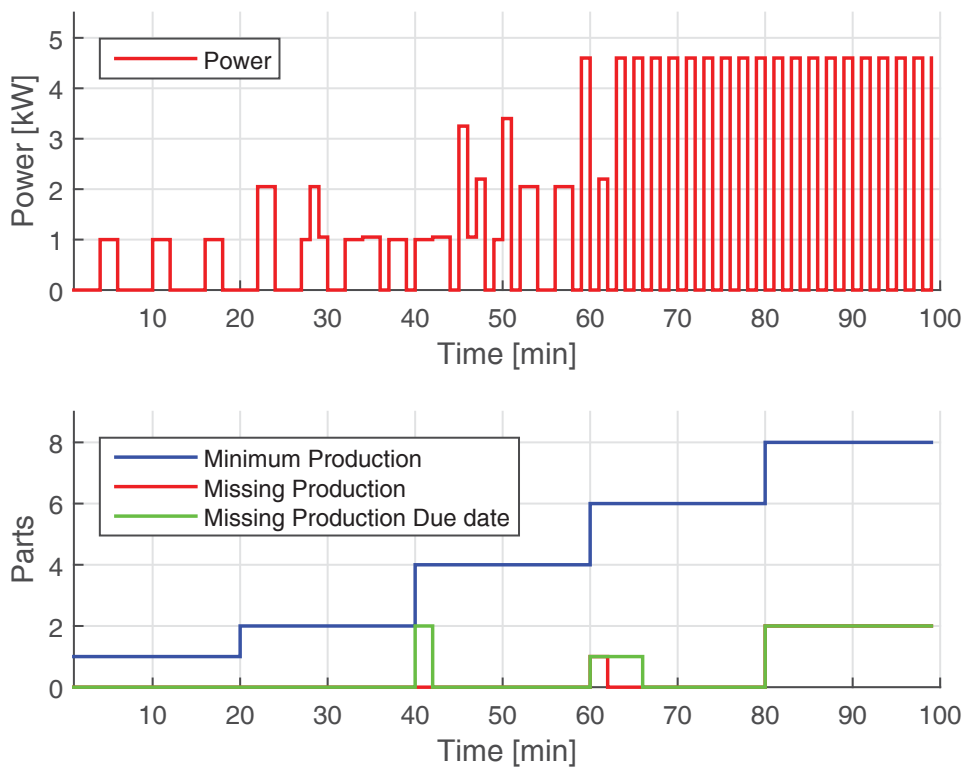 Power [kW]
5
4
3
2
1
0
Power
10 20 30 40 50 60 70 80 90 100
Time [min]
Parts
8
6
4
2
0
Minimum Production
Missing Production
Missing Production Due date
10 20 30 40 50 60 70 80 90 100
Time [min]